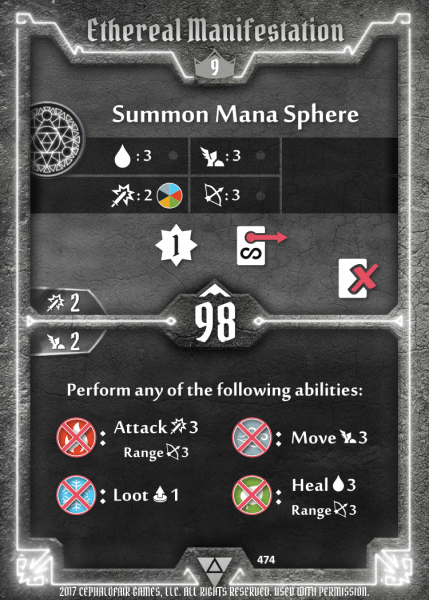 Ethereal Manifestation
9
Summon Mana Sphere
: 3 : 3
: 2 : 3
1 S
2
98
2
Perform any of the following abilities:
: Attack 3
Range 3
: Move 3
: Loot 1
: Heal 3
Range 3
474
2017 Cephalofair Games, LLC. All rights reserved. Used with permission.